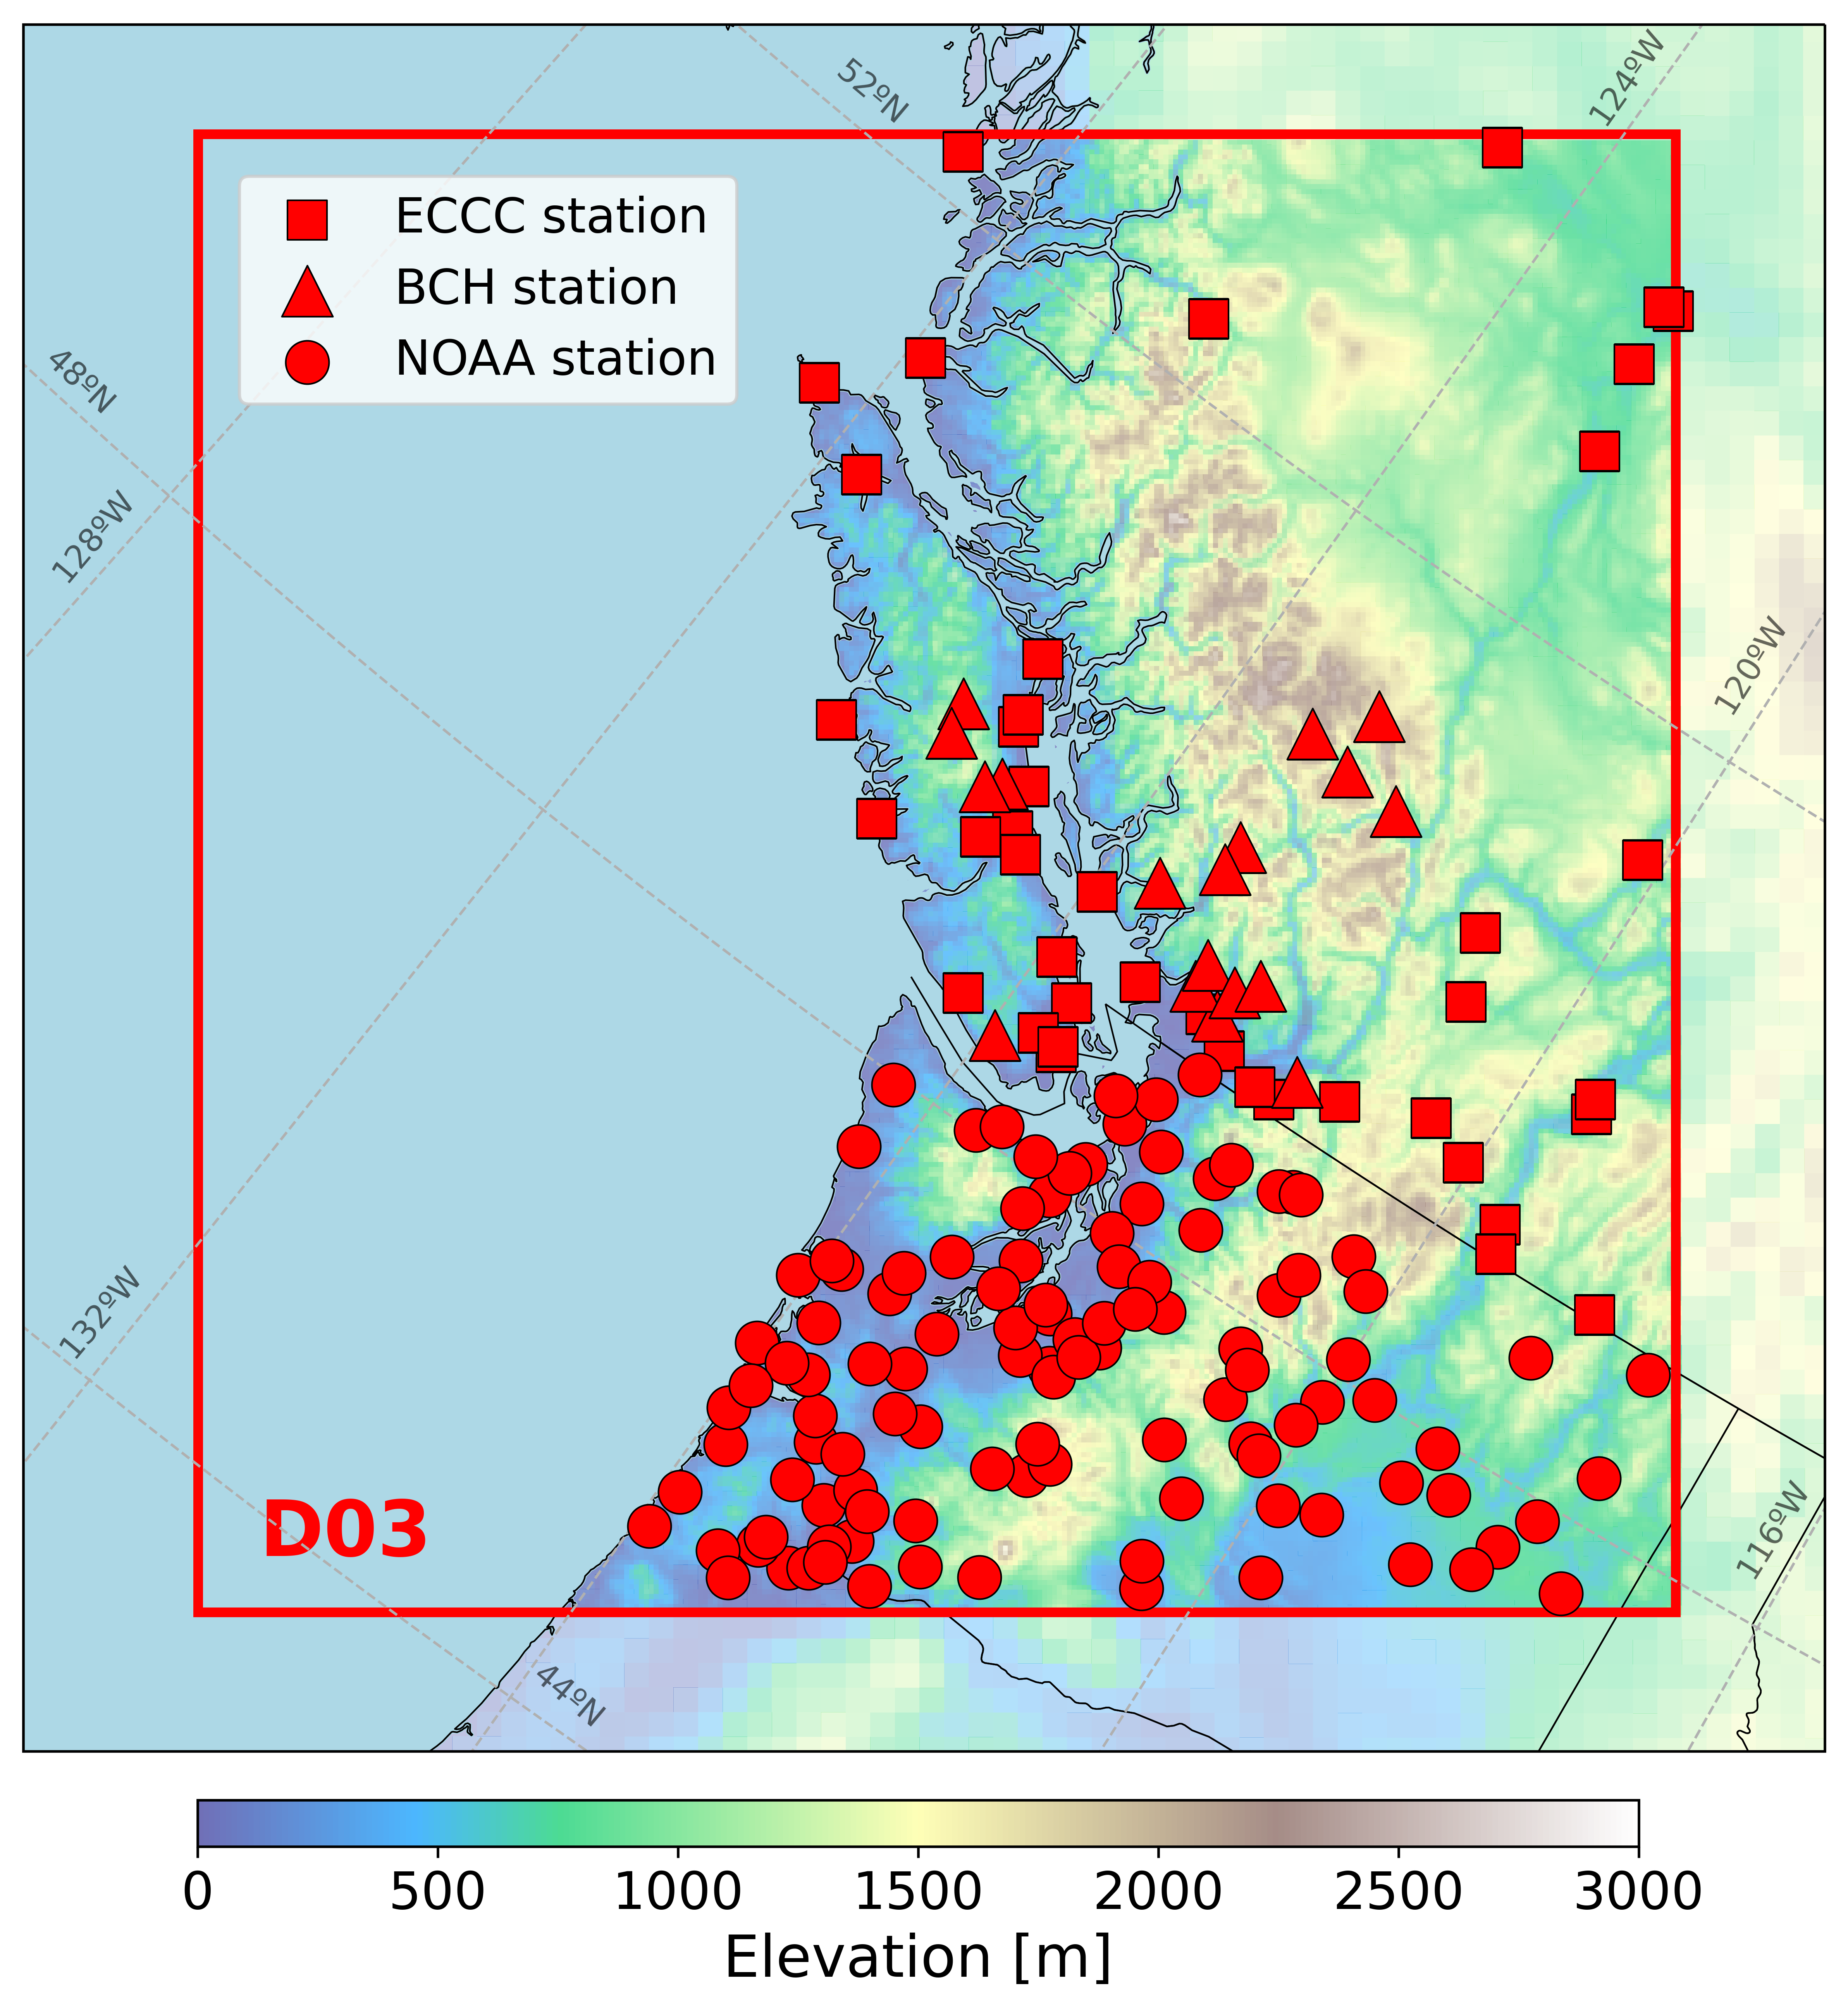 52ºN
124ºW
ECCC station
BCH station
NOAA station
48ºN
128ºW
120ºW
132ºW
D03
116ºW
44ºN
0 500 1000 1500 2000 2500 3000
Elevation [m]